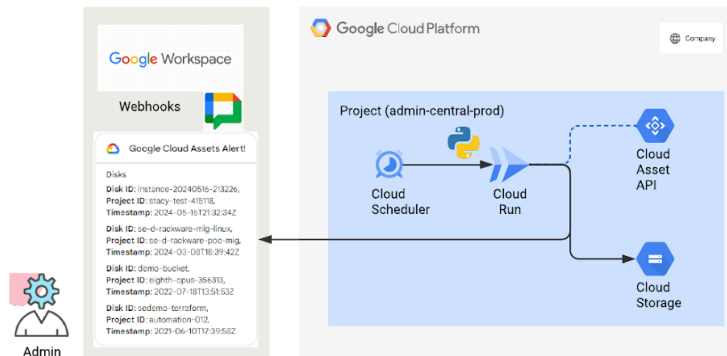 Google Workspace
Webhooks
Google Cloud Assets Alert!
Disks
Disk ID: instance-20240516-213226,
Project ID: stacy-test-415118,
Timestamp: 2024-05-16T21:32:34Z
Disk ID: se-d-rackware-mig-linux,
Project ID: se-d-rackware-poc-mig,
Timestamp: 2024-03-08T18:39:42Z
Disk ID: demo-bucket,
Project ID: eighth-opus-356313,
Timestamp: 2022-07-18T13:51:53Z
Disk ID: sedemo-terraform,
Project ID: automation-012,
Timestamp: 2021-06-10T17:39:58Z
Admin
Google Cloud Platform
Company
Project (admin-central-prod)
Cloud
Scheduler
Cloud
Run
Cloud
Asset
API
Cloud
Storage